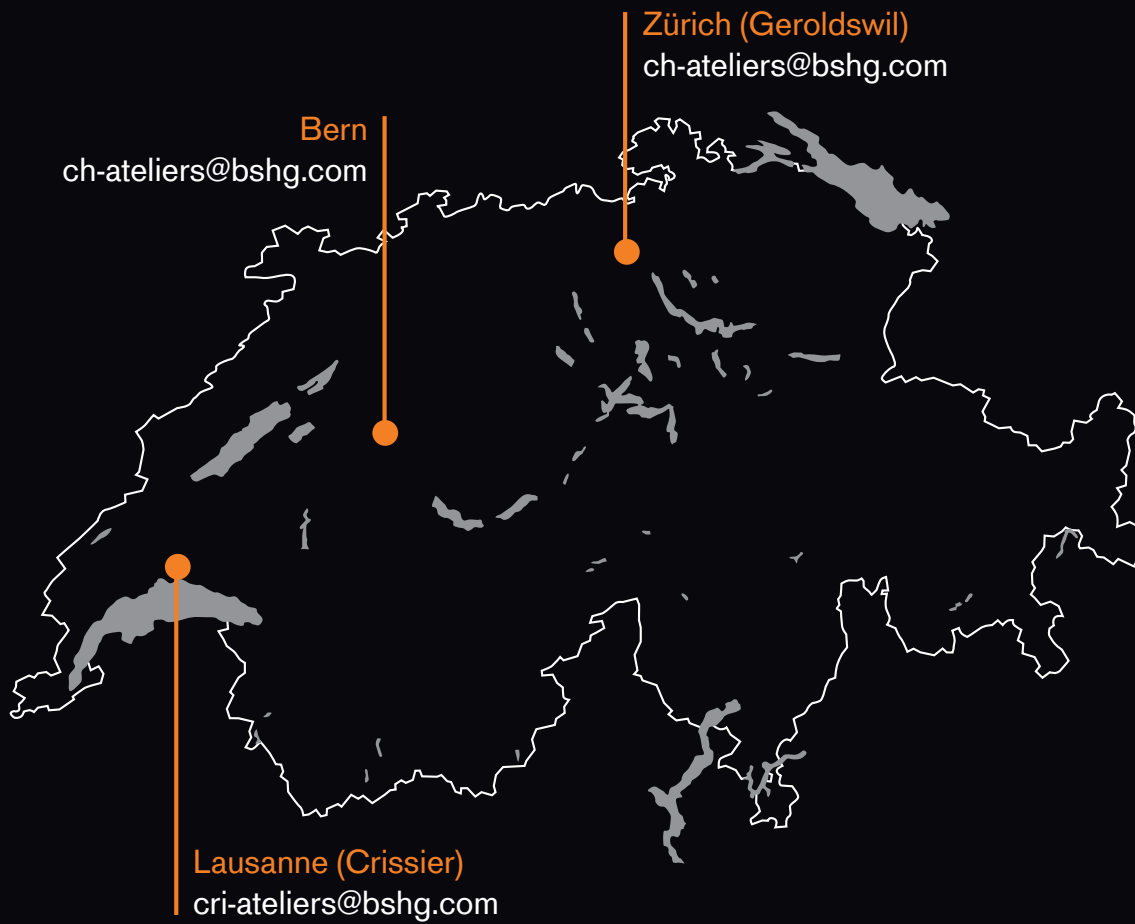 Zürich (Geroldswil)
ch-ateliers@bshg.com
Bern
ch-ateliers@bshg.com
Lausanne (Crissier)
cri-ateliers@bshg.com